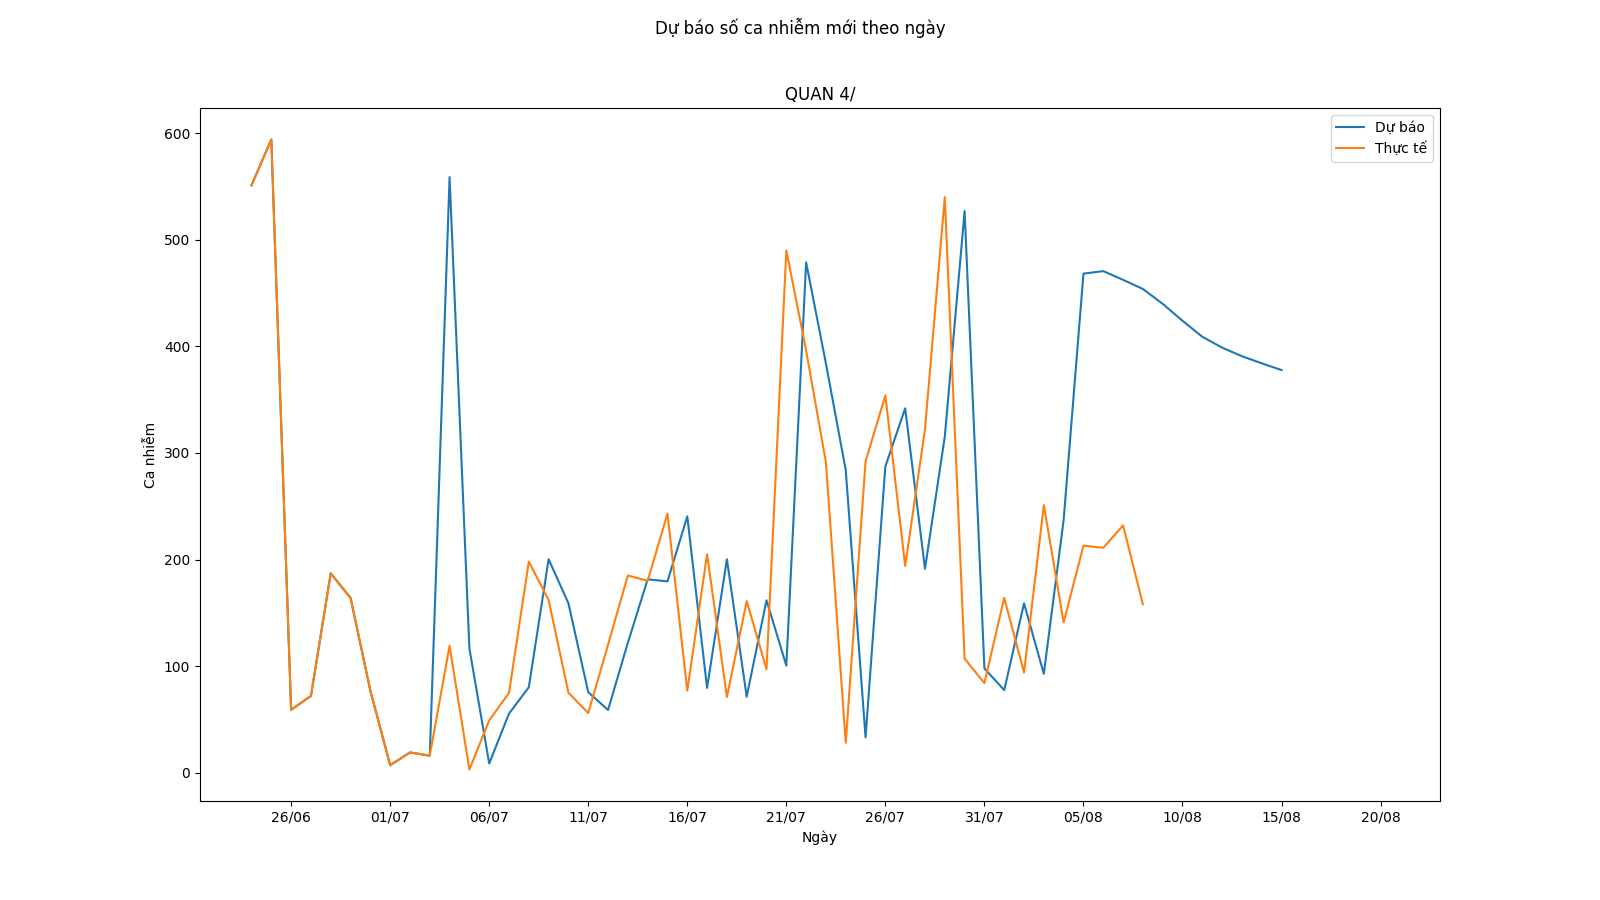 Dự báo số ca nhiễm mới theo ngày
QUAN 4/
Dự báo
Thực tế
600
500
400
300
200
100
0
Ca nhiễm
26/06 01/07 06/07 11/07 16/07 21/07 26/07 31/07 05/08 10/08 15/08 20/08
Ngày